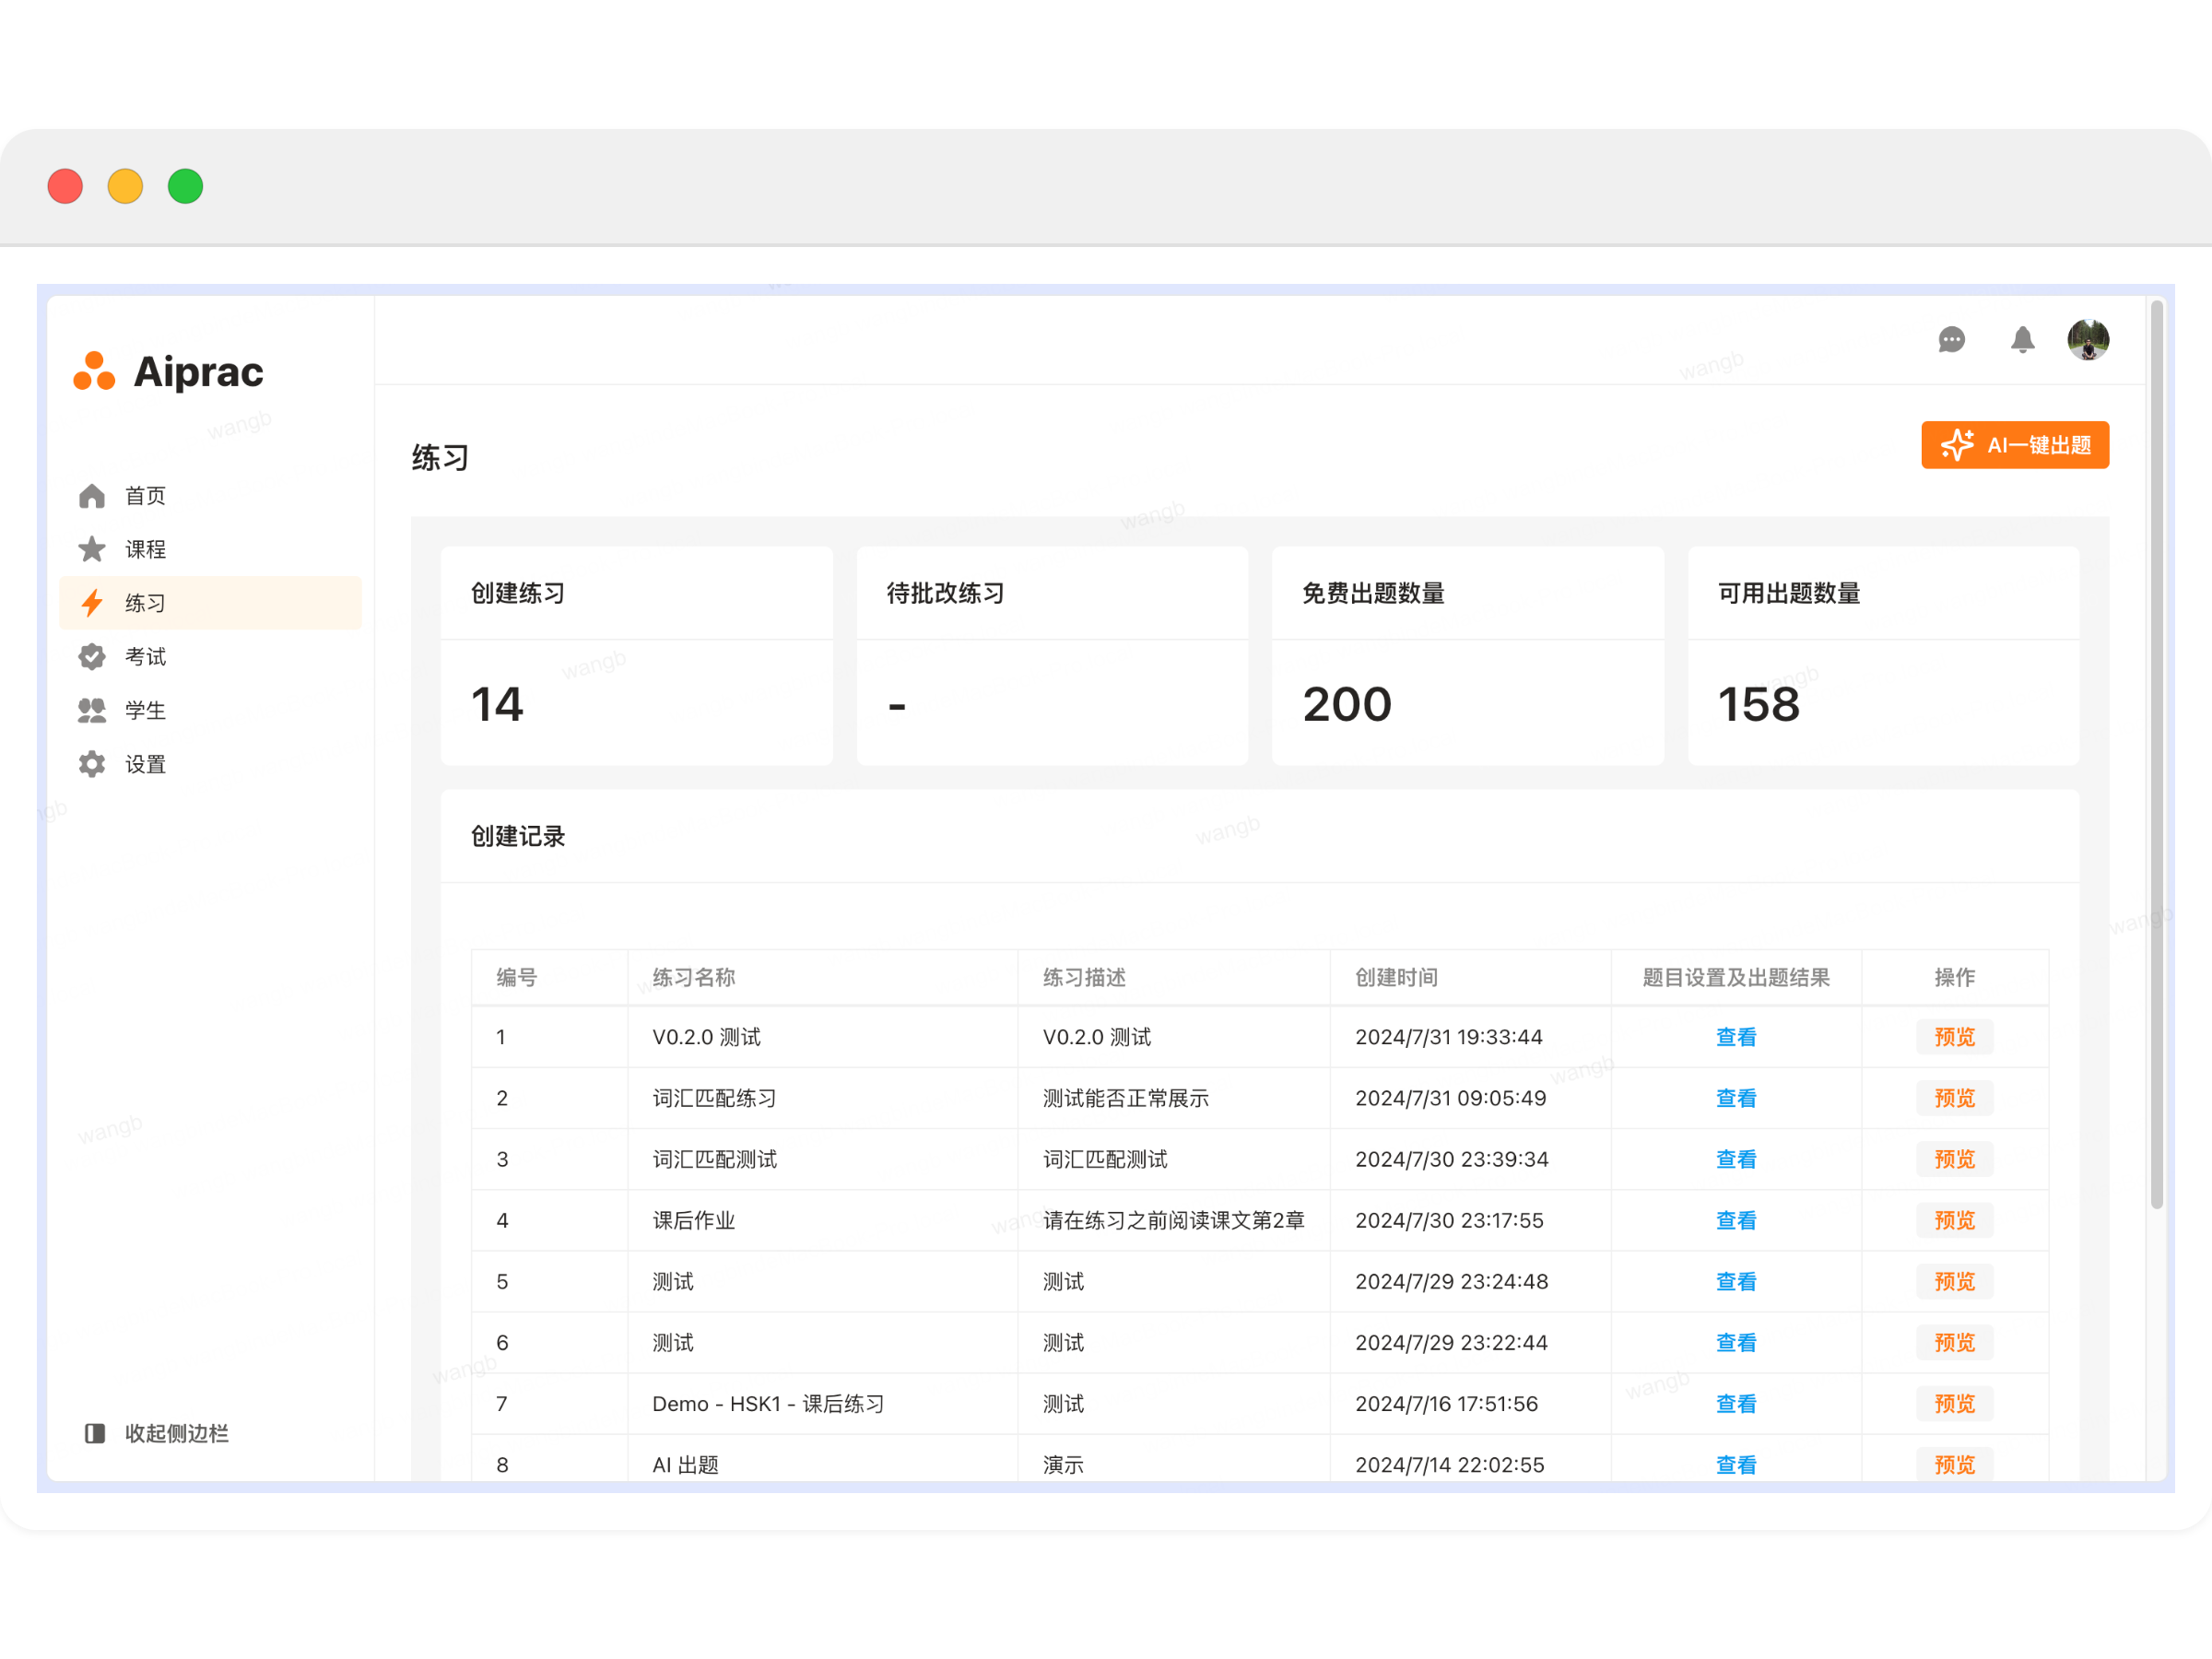 Aiprac
首页
课程
练习
考试
学生
设置
收起侧边栏
练习
AI一键出题
创建练习
待批改练习
免费出题数量
可用出题数量
14
-
200
158
创建记录
编号 练习名称 练习描述 创建时间 题目设置及出题结果 操作
1 V0.2.0 测试 V0.2.0 测试 2024/7/31 19:33:44 查看 预览
2 词汇匹配练习 测试能否正常展示 2024/7/31 09:05:49 查看 预览
3 词汇匹配测试 词汇匹配测试 2024/7/30 23:39:34 查看 预览
4 课后作业 请在练习之前阅读课文第2章 2024/7/30 23:17:55 查看 预览
5 测试 测试 2024/7/29 23:24:48 查看 预览
6 测试 测试 2024/7/29 23:22:44 查看 预览
7 Demo - HSK1 - 课后练习 测试 2024/7/16 17:51:56 查看 预览
8 AI 出题 演示 2024/7/14 22:02:55 查看 预览
wangb